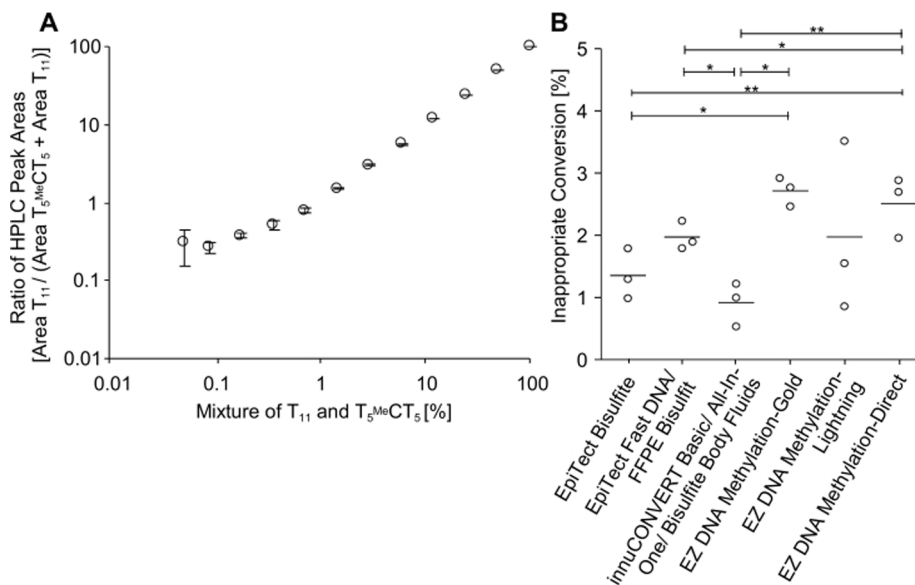 A
Ratio of HPLC Peak Areas
[Area T₁₁ / (Area T₅ᴹᵉCT₅ + Area T₁₁)]
100
10
1
0.1
0.01
0.01
0.1
1
10
100
Mixture of T₁₁ and T₅ᴹᵉCT₅ [%]
B
Inappropriate Conversion [%]
5
4
3
2
1
0
**
*
*
*
**
*
EpiTect Bisulfite
EpiTect Fast DNA/
FFPE Bisulfit
innuCONVERT Basic/ All-In-
One/ Bisulfite Body Fluids
EZ DNA Methylation-Gold
EZ DNA Methylation-
Lightning
EZ DNA Methylation-Direct